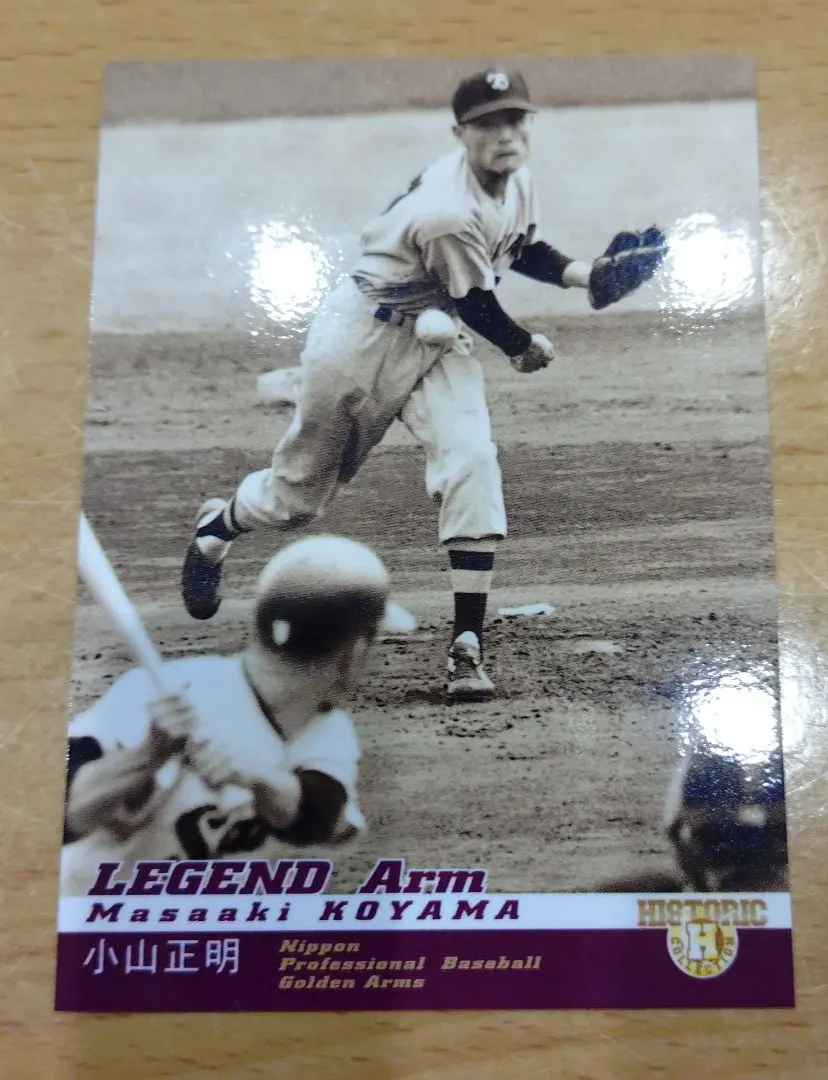 LEGEND Arm
Masaaki KOYAMA
小山正明
Nippon
Professional Baseball
Golden Arms
HISTORIC
H
COLLECTION